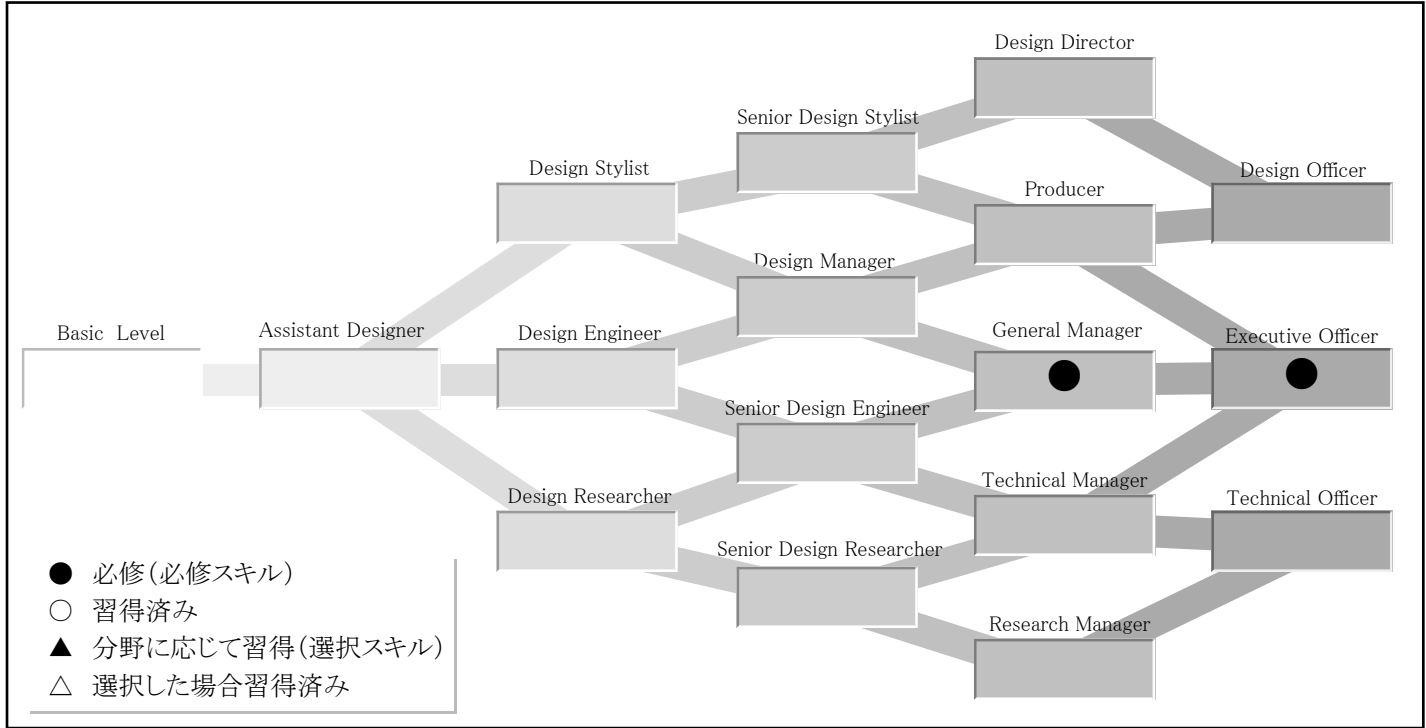 Design Director
Senior Design Stylist
Design Stylist
Design Officer
Producer
Design Manager
Basic Level
Assistant Designer
Design Engineer
General Manager
Executive Officer
Senior Design Engineer
Design Researcher
Technical Manager
Technical Officer
Senior Design Researcher
Research Manager
● 必修(必修スキル)
○ 習得済み
▲ 分野に応じて習得(選択スキル)
△ 選択した場合習得済み